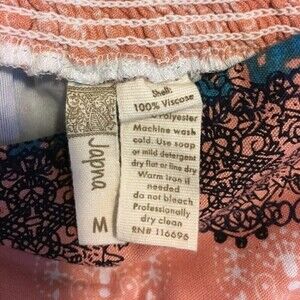 Japna
M
Shell:
100% Viscose
Polyester
Machine wash
cold. Use soap
or mild detergent
dry flat or line dry
Warm iron if
needed
do not bleach
Professionally
dry clean
RN# 116696